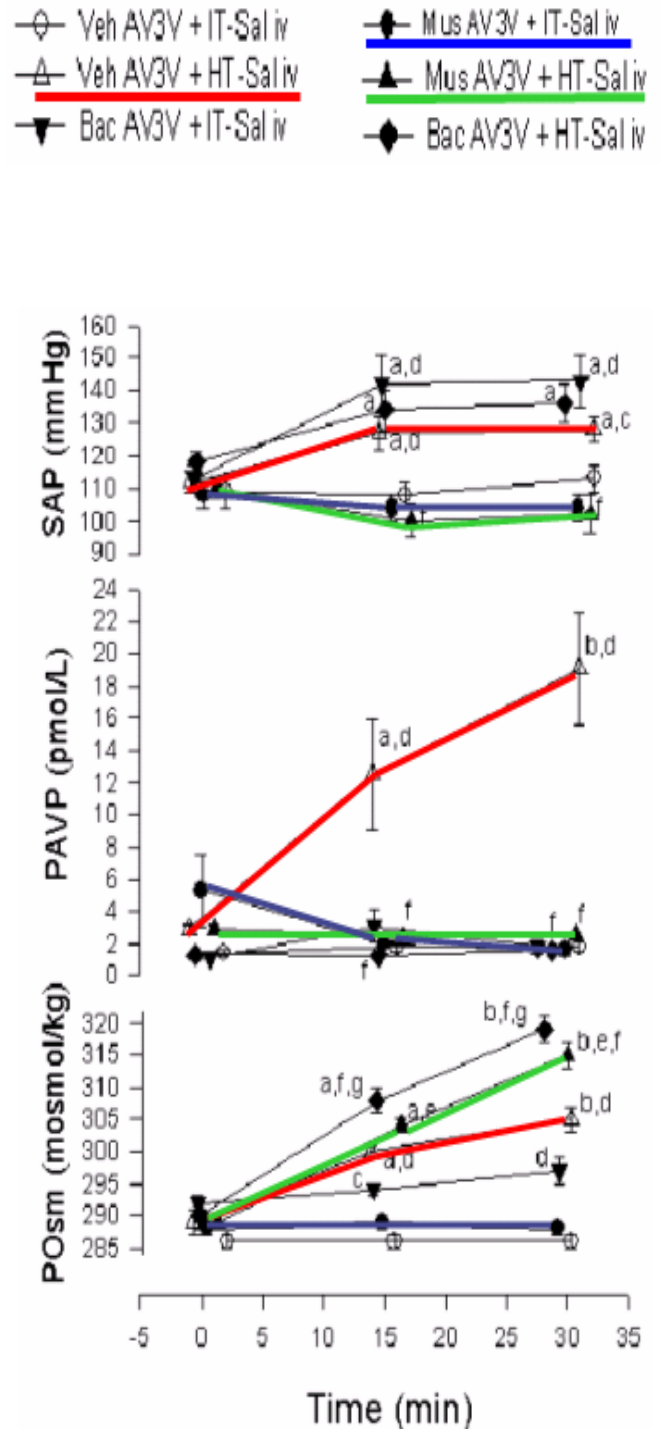 Veh AV3V + IT-Sal iv
Mus AV3V + IT-Sal iv
Veh AV3V + HT-Sal iv
Mus AV3V + HT-Sal iv
Bac AV3V + IT-Sal iv
Bac AV3V + HT-Sal iv
SAP (mmHg)
160
150
140
130
120
110
100
90
a,d
a,d
a
a
a,d
a,c
f
f
PAVP (pmol/L)
24
22
20
18
16
14
12
10
8
6
4
2
0
b,d
a,d
f
f
f
f
POsm (mosmol/kg)
320
315
310
305
300
295
290
285
b,f,g
b,e,f
a,f,g
a,e
b,d
a,d
c
d
-5 0 5 10 15 20 25 30 35
Time (min)